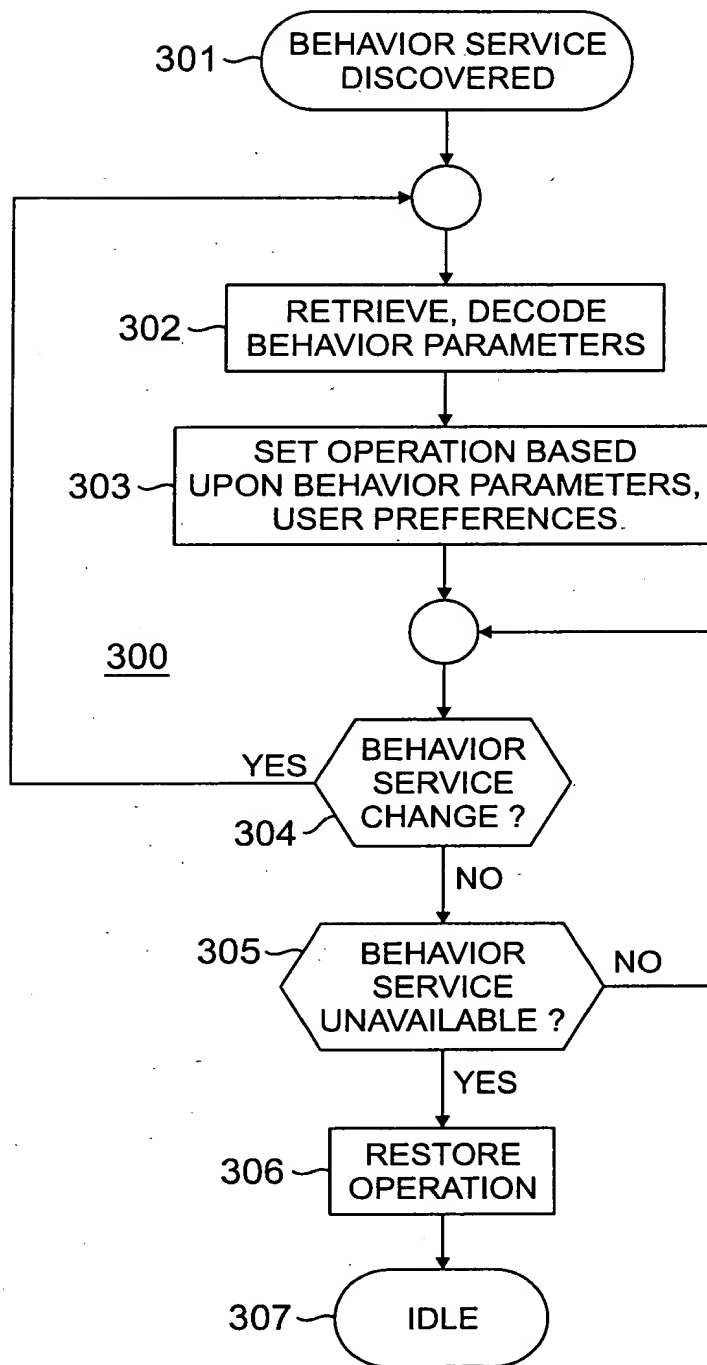 301
BEHAVIOR SERVICE
DISCOVERED
302
RETRIEVE, DECODE
BEHAVIOR PARAMETERS
303
SET OPERATION BASED
UPON BEHAVIOR PARAMETERS,
USER PREFERENCES.
300
YES
BEHAVIOR
SERVICE
CHANGE ?
304
NO
305
BEHAVIOR
SERVICE
UNAVAILABLE ?
NO
YES
306
RESTORE
OPERATION
307
IDLE